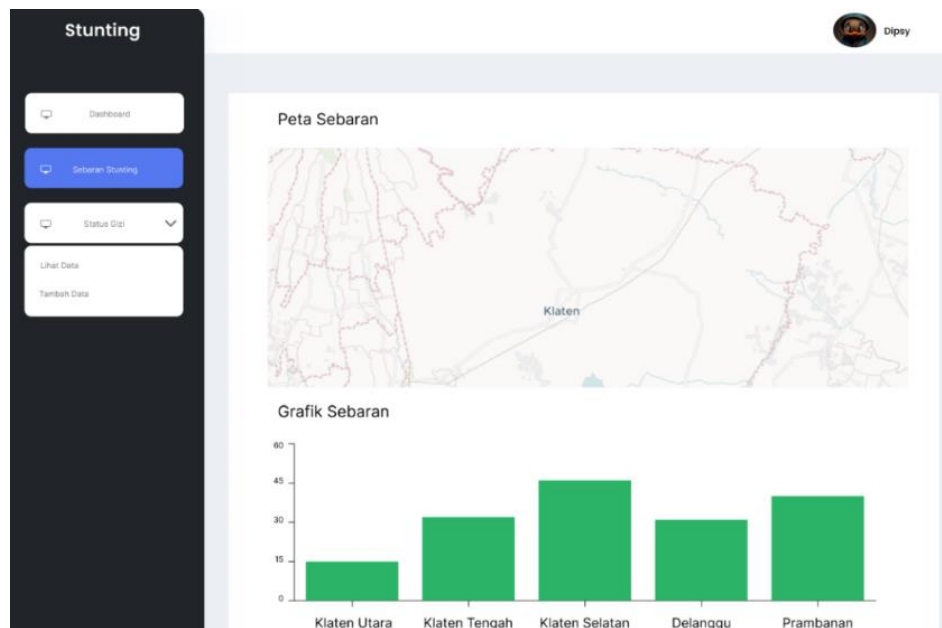 Stunting
Dipsy
Dashboard
Sebaran Stunting
Status Gizi
Lihat Data
Tambah Data
Peta Sebaran
Klaten
Grafik Sebaran
60
45
30
15
0
Klaten Utara
Klaten Tengah
Klaten Selatan
Delanggu
Prambanan